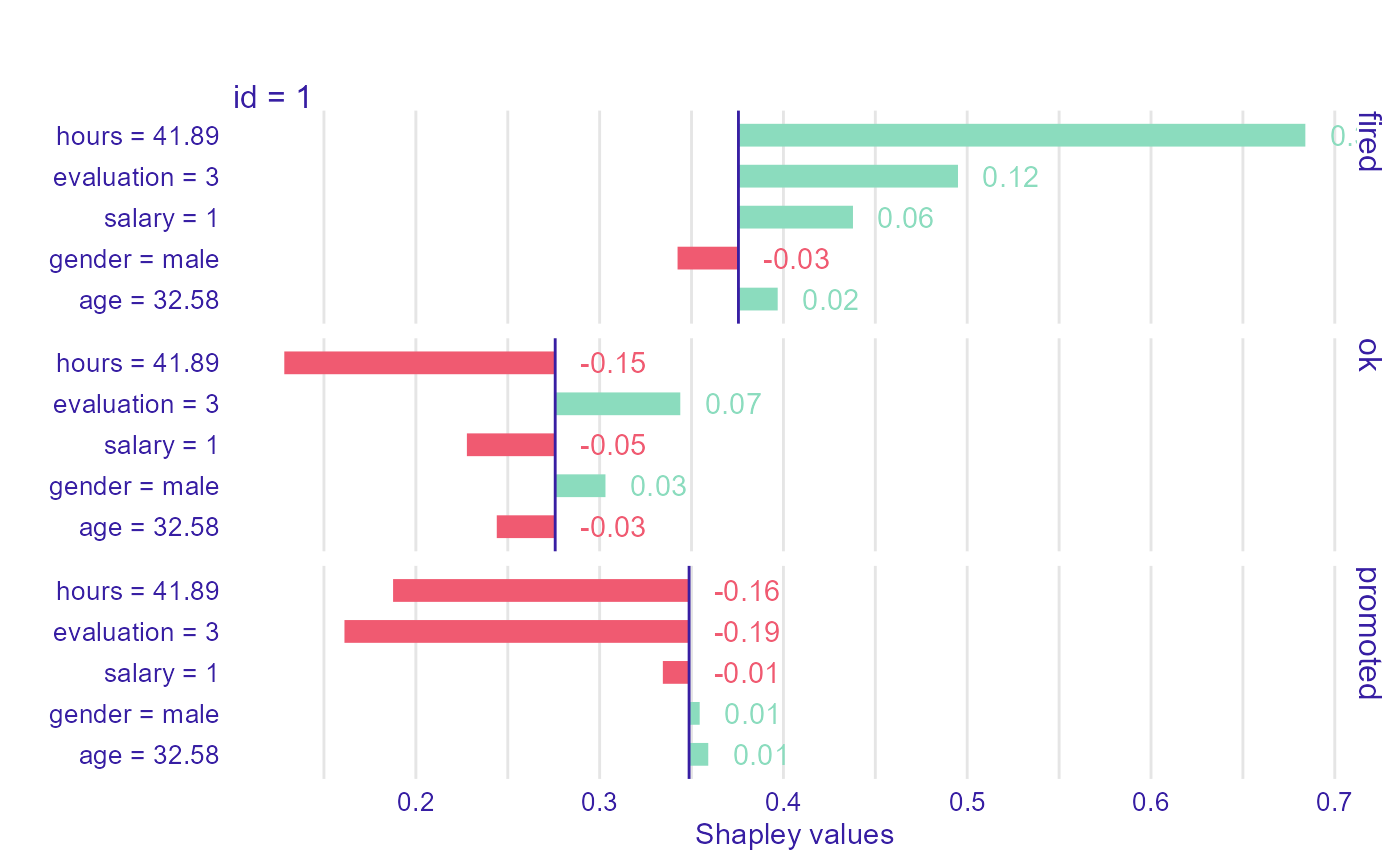 id = 1
fired
hours = 41.89
evaluation = 3 0.12
salary = 1 0.06
gender = male -0.03
age = 32.58 0.02
ok
hours = 41.89 -0.15
evaluation = 3 0.07
salary = 1 -0.05
gender = male 0.03
age = 32.58 -0.03
promoted
hours = 41.89 -0.16
evaluation = 3 -0.19
salary = 1 -0.01
gender = male 0.01
age = 32.58 0.01
0.2 0.3 0.4 0.5 0.6 0.7
Shapley values